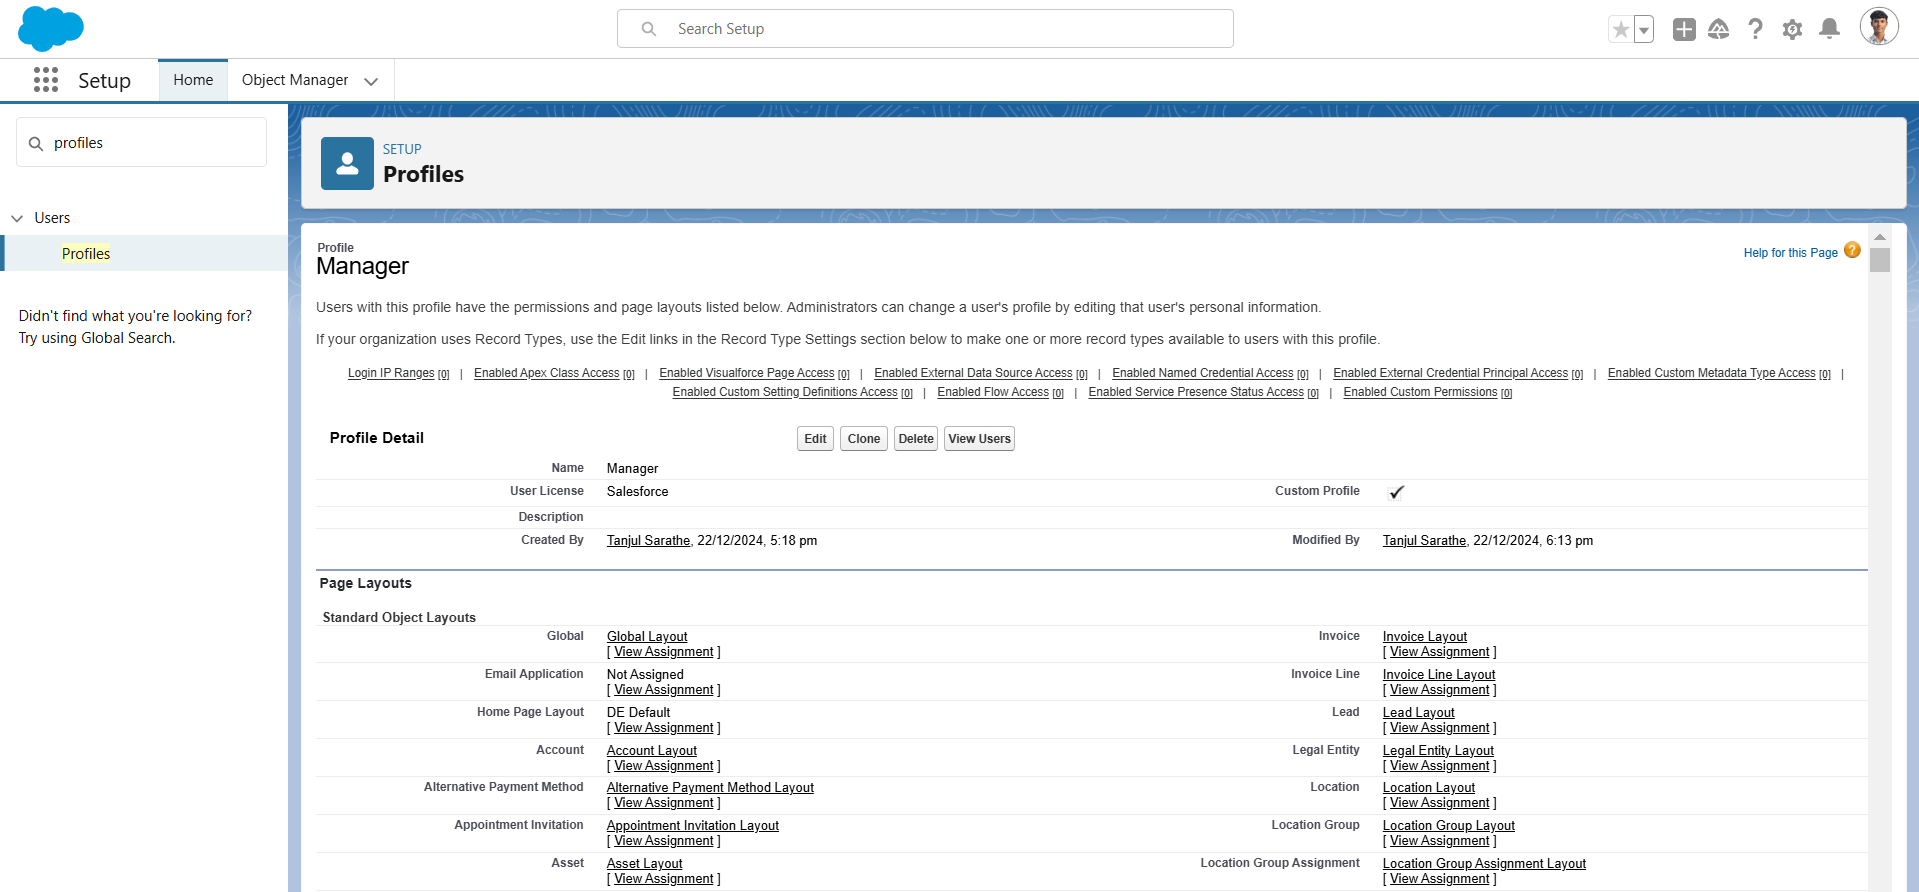 Search Setup
Setup
Home
Object Manager
profiles
Users
Profiles
Didn't find what you're looking for?
Try using Global Search.
SETUP
Profiles
Profile
Manager
Help for this Page ?
Users with this profile have the permissions and page layouts listed below. Administrators can change a user's profile by editing that user's personal information.
If your organization uses Record Types, use the Edit links in the Record Type Settings section below to make one or more record types available to users with this profile.
Login IP Ranges [0] | Enabled Apex Class Access [0] | Enabled Visualforce Page Access [0] | Enabled External Data Source Access [0] | Enabled Named Credential Access [0] | Enabled External Credential Principal Access [0] | Enabled Custom Metadata Type Access [0] |
Enabled Custom Setting Definitions Access [0] | Enabled Flow Access [0] | Enabled Service Presence Status Access [0] | Enabled Custom Permissions [0]
Profile Detail Edit Clone Delete View Users
Name Manager
User License Salesforce Custom Profile
Description
Created By Tanjul Sarathe, 22/12/2024, 5:18 pm Modified By Tanjul Sarathe, 22/12/2024, 6:13 pm
Page Layouts
Standard Object Layouts
Global Global Layout Invoice Invoice Layout
[ View Assignment ] [ View Assignment ]
Email Application Not Assigned Invoice Line Invoice Line Layout
[ View Assignment ] [ View Assignment ]
Home Page Layout DE Default Lead Lead Layout
[ View Assignment ] [ View Assignment ]
Account Account Layout Legal Entity Legal Entity Layout
[ View Assignment ] [ View Assignment ]
Alternative Payment Method Alternative Payment Method Layout Location Location Layout
[ View Assignment ] [ View Assignment ]
Appointment Invitation Appointment Invitation Layout Location Group Location Group Layout
[ View Assignment ] [ View Assignment ]
Asset Asset Layout Location Group Assignment Location Group Assignment Layout
[ View Assignment ] [ View Assignment ]